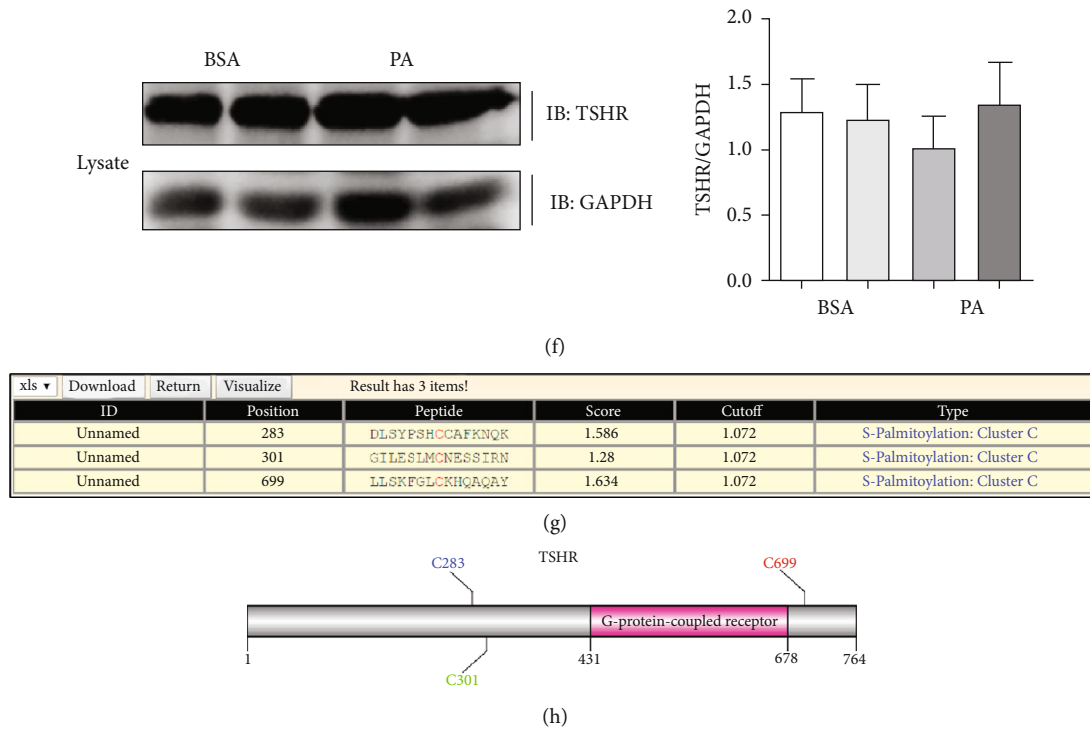 BSA PA
IB: TSHR
Lysate
IB: GAPDH
TSHR/GAPDH
2.0
1.5
1.0
0.5
0.0
BSA PA
(f)
xls ▾ Download Return Visualize Result has 3 items!
ID Position Peptide Score Cutoff Type
Unnamed 283 DLSYPSHCCAFKNQK 1.586 1.072 S-Palmitoylation: Cluster C
Unnamed 301 GILESLMCNESSIRN 1.28 1.072 S-Palmitoylation: Cluster C
Unnamed 699 LLSKFGLCKHQAQAY 1.634 1.072 S-Palmitoylation: Cluster C
(g)
C283 TSHR C699
G-protein-coupled receptor
1 431 678 764
C301
(h)